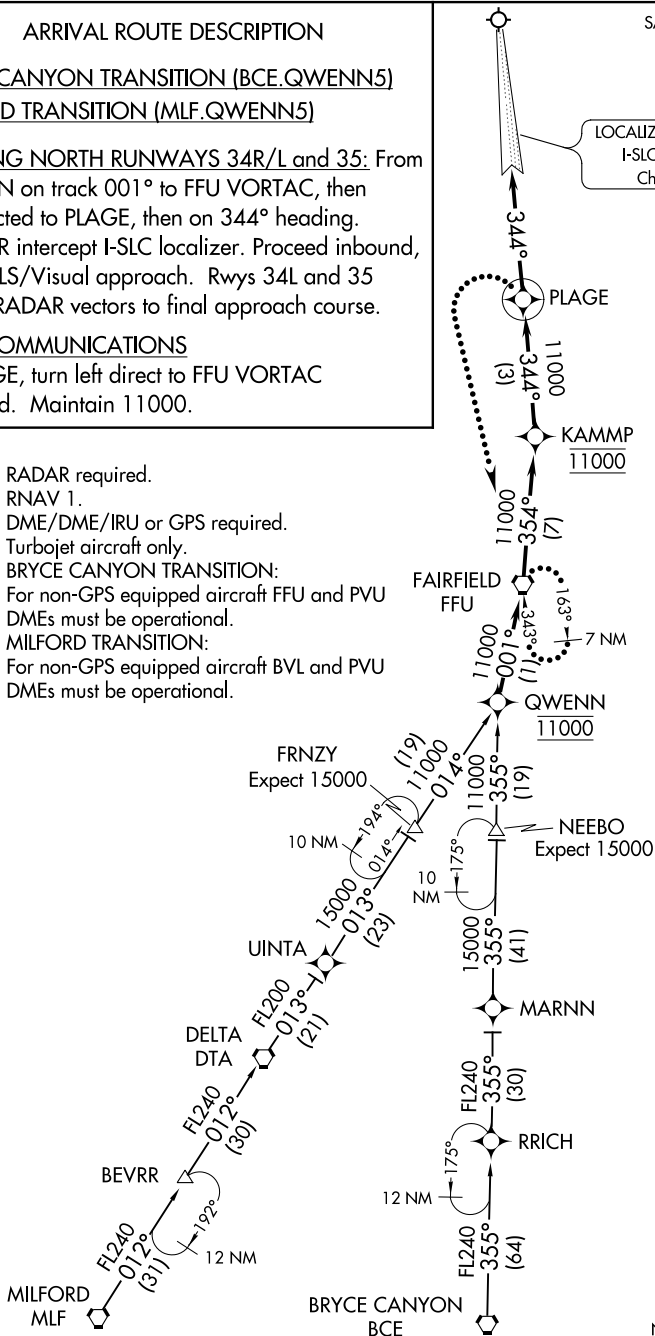 ARRIVAL ROUTE DESCRIPTION
CANYON TRANSITION (BCE.QWENN5)
D TRANSITION (MLF.QWENN5)
NG NORTH RUNWAYS 34R/L and 35: From
N on track 001° to FFU VORTAC, then
cted to PLAGE, then on 344° heading.
R intercept I-SLC localizer. Proceed inbound,
LS/Visual approach. Rwys 34L and 35
RADAR vectors to final approach course.
OMMUNICATIONS
GE, turn left direct to FFU VORTAC
d. Maintain 11000.
SA
LOCALIZ
I-SLC
Ch
344°
PLAGE
11000
344°
(3)
KAMMP
11000
RADAR required.
RNAV 1.
DME/DME/IRU or GPS required.
Turbojet aircraft only.
BRYCE CANYON TRANSITION:
For non-GPS equipped aircraft FFU and PVU
DMEs must be operational.
MILFORD TRANSITION:
For non-GPS equipped aircraft BVL and PVU
DMEs must be operational.
11000
354°
(7)
FAIRFIELD
FFU
163°
343°
7 NM
11000
001°
(1)
QWENN
11000
FRNZY
Expect 15000
(19)
11000
014°
11000
355°
(19)
194°
014°
10 NM
NEEBO
Expect 15000
175°
10
NM
15000
013°
(23)
15000
355°
(41)
UINTA
MARNN
FL200
013°
(21)
DELTA
DTA
FL240
355°
(30)
FL240
012°
(30)
RRICH
175°
12 NM
BEVRR
192°
12 NM
FL240
012°
(31)
FL240
355°
(64)
MILFORD
MLF
BRYCE CANYON
BCE
N